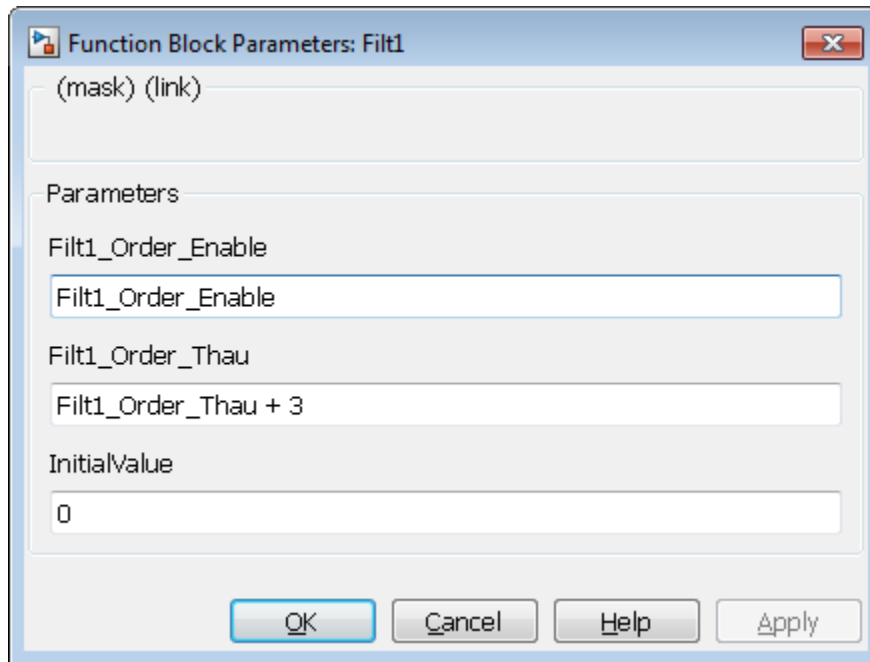 Function Block Parameters: Filt1
(mask) (link)
Parameters
Filt1_Order_Enable
Filt1_Order_Enable
Filt1_Order_Thau
Filt1_Order_Thau + 3
InitialValue
0
OK Cancel Help Apply